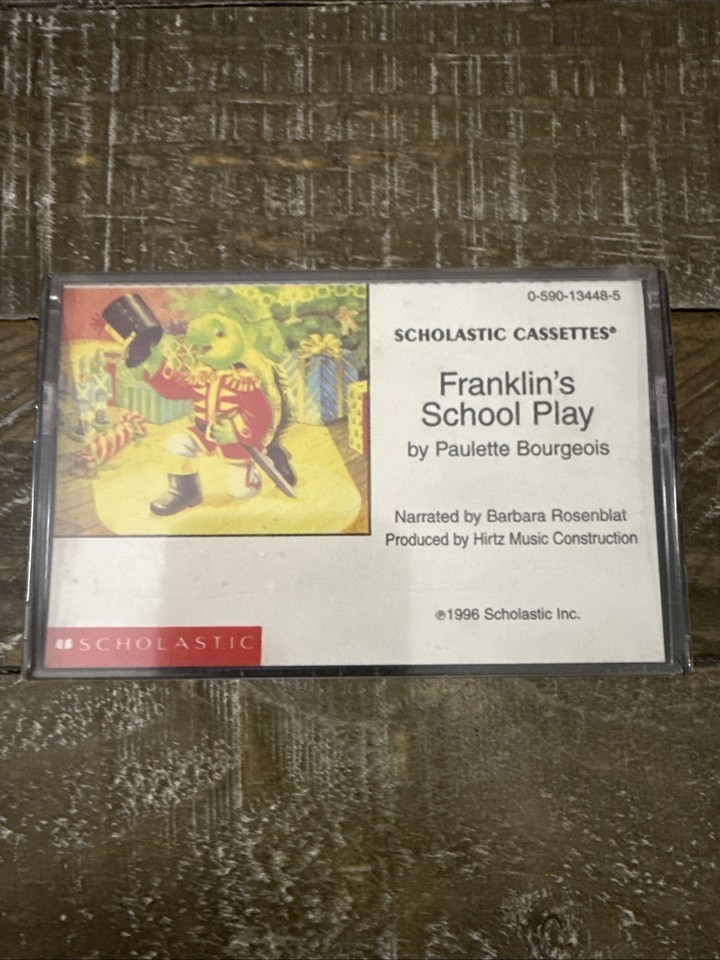 0-590-13448-5
SCHOLASTIC CASSETTES®
Franklin's
School Play
by Paulette Bourgeois
Narrated by Barbara Rosenblat
Produced by Hirtz Music Construction
℗1996 Scholastic Inc.
SCHOLASTIC